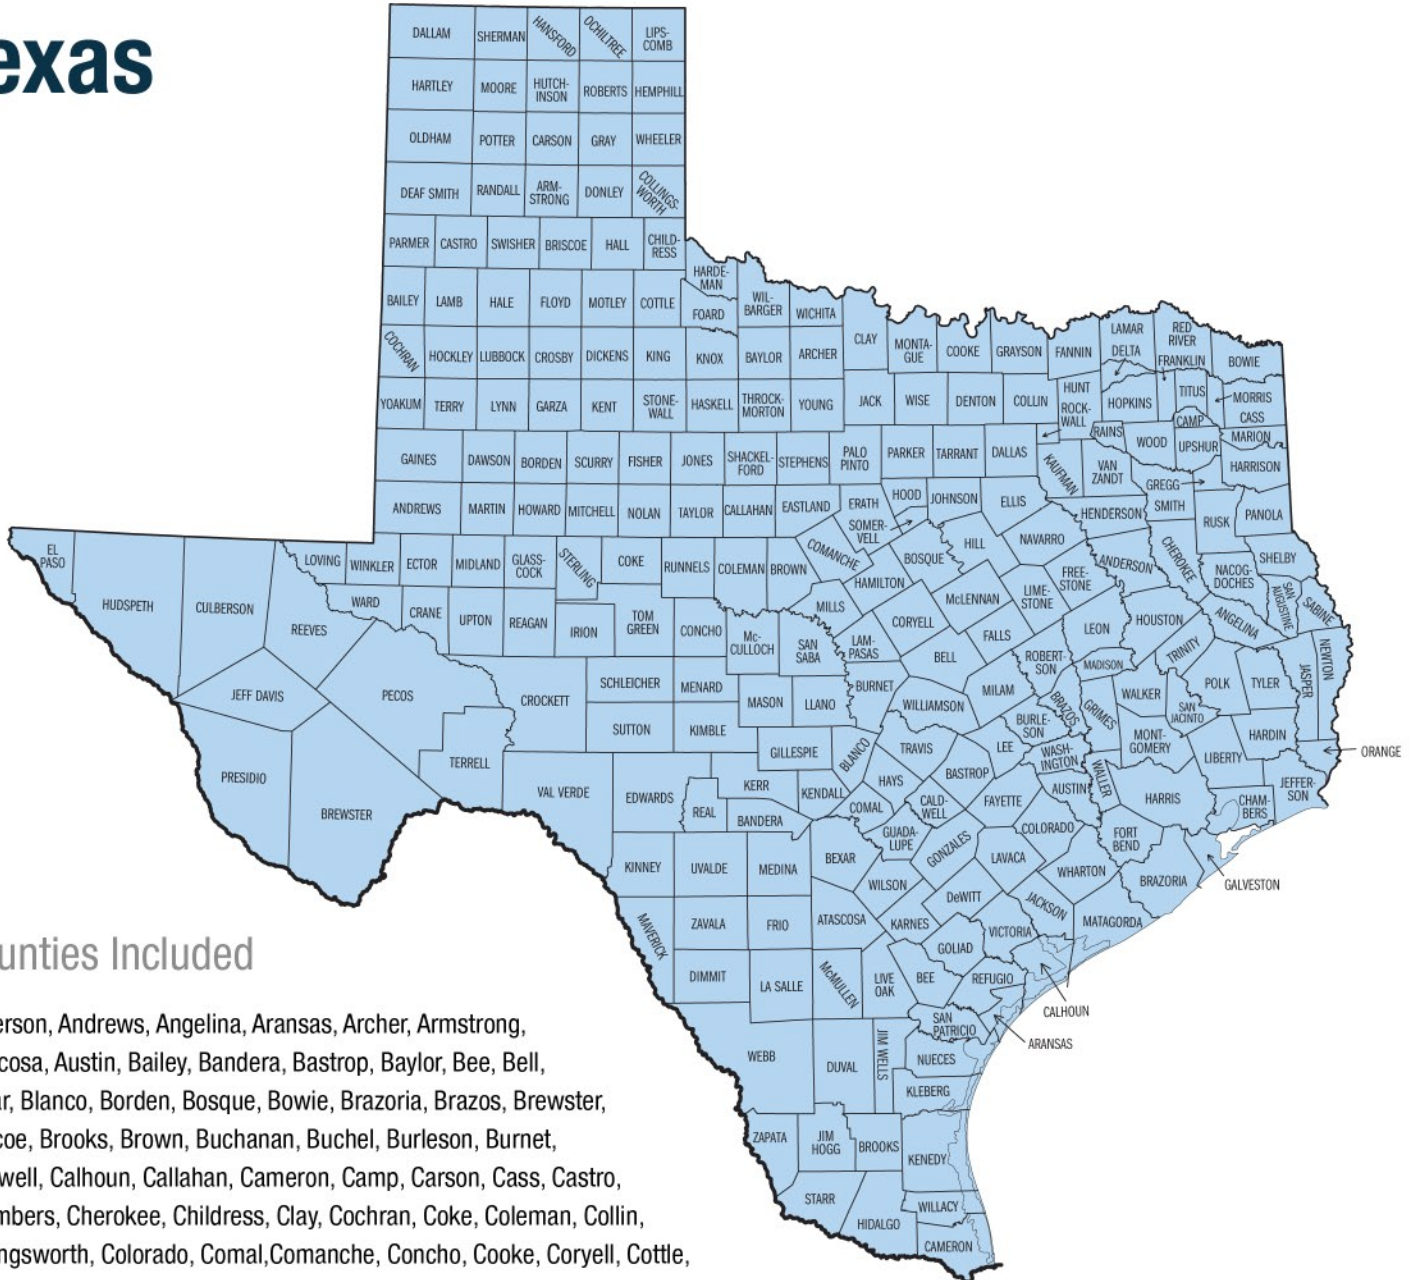 exas
DALLAM SHERMAN HANSFORD OCHILTREE LIPS-
COMB
HARTLEY MOORE HUTCH-
INSON ROBERTS HEMPHILL
OLDHAM POTTER CARSON GRAY WHEELER
DEAF SMITH RANDALL ARM-
STRONG DONLEY COLLINGS-
WORTH
PARMER CASTRO SWISHER BRISCOE HALL CHILD-
RESS
HARDE-
MAN
BAILEY LAMB HALE FLOYD MOTLEY COTTLE FOARD WIL-
BARGER WICHITA
COCHRAN HOCKLEY LUBBOCK CROSBY DICKENS KING KNOX BAYLOR ARCHER CLAY MONTA-
GUE COOKE GRAYSON FANNIN LAMAR DELTA RED
RIVER FRANKLIN BOWIE
YOAKUM TERRY LYNN GARZA KENT STONE-
WALL HASKELL THROCK-
MORTON YOUNG JACK WISE DENTON COLLIN HUNT ROCK-
WALL HOPKINS TITUS MORRIS CASS
CAMP RAINS WOOD UPSHUR MARION
GAINES DAWSON BORDEN SCURRY FISHER JONES SHACKEL-
FORD STEPHENS PALO
PINTO PARKER TARRANT DALLAS KAUFMAN VAN
ZANDT GREGG HARRISON
ANDREWS MARTIN HOWARD MITCHELL NOLAN TAYLOR CALLAHAN EASTLAND ERATH HOOD JOHNSON ELLIS HENDERSON SMITH RUSK PANOLA
SOMER-
VELL
EL
PASO HUDSPETH CULBERSON REEVES LOVING WINKLER ECTOR MIDLAND GLASS-
COCK STERLING COKE RUNNELS COLEMAN BROWN COMANCHE HAMILTON BOSQUE HILL NAVARRO FREE-
STONE ANDERSON CHEROKEE NACOG-
DOCHES SHELBY
WARD CRANE UPTON REAGAN IRION TOM
GREEN CONCHO Mc-
CULLOCH SAN
SABA MILLS LAM-
PASAS CORYELL McLENNAN LIME-
STONE FALLS BELL LEON HOUSTON ANGELINA SAN
AUGUSTINE SABINE
ROBERT-
SON MADISON TRINITY
JEFF DAVIS PECOS CROCKETT SCHLEICHER MENARD MASON LLANO BURNET WILLIAMSON MILAM BRAZOS GRIMES WALKER SAN
JACINTO POLK TYLER JASPER NEWTON
SUTTON KIMBLE GILLESPIE BLANCO TRAVIS LEE BURLE-
SON WASH-
INGTON MONT-
GOMERY LIBERTY HARDIN ORANGE
PRESIDIO BREWSTER TERRELL VAL VERDE EDWARDS REAL KERR KENDALL BANDERA COMAL HAYS BASTROP CALD-
WELL FAYETTE AUSTIN WALLER HARRIS CHAM-
BERS JEFFER-
SON
KINNEY UVALDE MEDINA BEXAR GUADA-
LUPE GONZALES LAVACA COLORADO FORT
BEND WHARTON BRAZORIA GALVESTON
MAVERICK ZAVALA FRIO ATASCOSA WILSON KARNES DeWITT JACKSON MATAGORDA
DIMMIT LA SALLE McMULLEN LIVE
OAK BEE GOLIAD VICTORIA REFUGIO CALHOUN
SAN
PATRICIO ARANSAS
WEBB DUVAL JIM WELLS NUECES
KLEBERG
ZAPATA JIM
HOGG BROOKS KENEDY
STARR HIDALGO WILLACY
CAMERON
unties Included
erson, Andrews, Angelina, Aransas, Archer, Armstrong,
cosa, Austin, Bailey, Bandera, Bastrop, Baylor, Bee, Bell,
ar, Blanco, Borden, Bosque, Bowie, Brazoria, Brazos, Brewster,
coe, Brooks, Brown, Buchanan, Buchel, Burleson, Burnet,
well, Calhoun, Callahan, Cameron, Camp, Carson, Cass, Castro,
mbers, Cherokee, Childress, Clay, Cochran, Coke, Coleman, Collin,
ngsworth, Colorado, Comal,Comanche, Concho, Cooke, Coryell, Cottle,